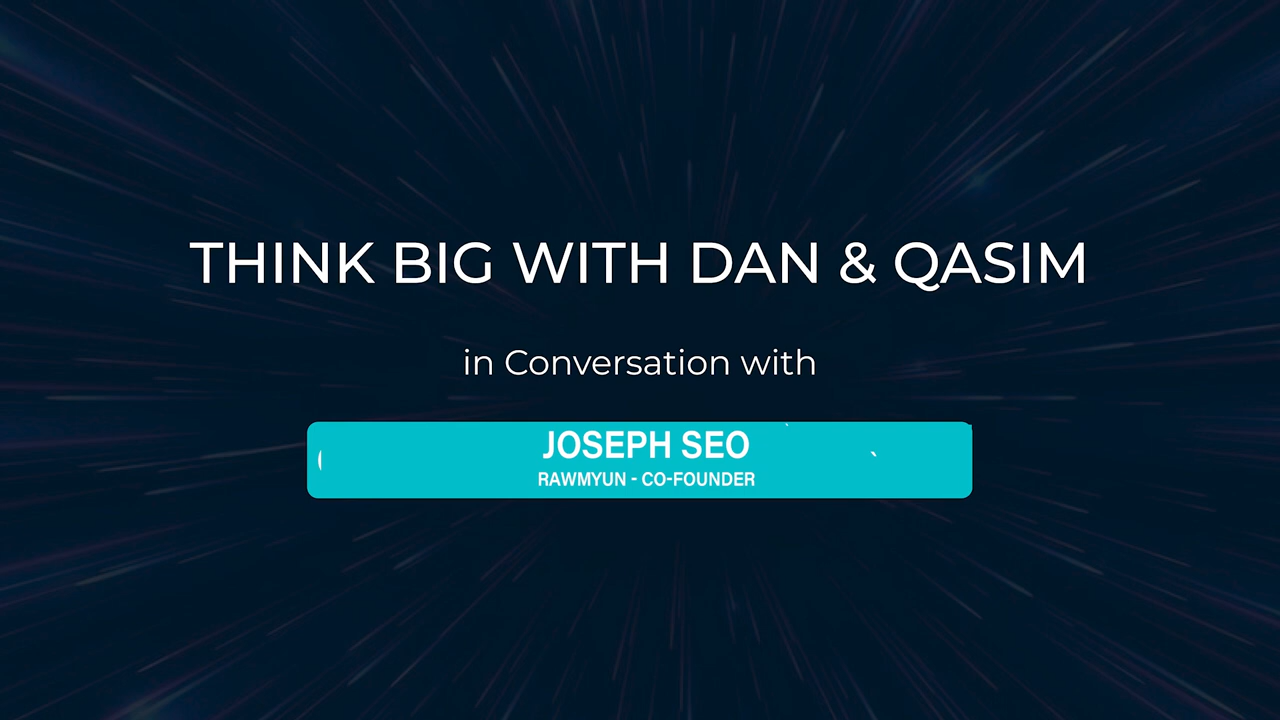 THINK BIG WITH DAN & QASIM
in Conversation with
JOSEPH SEO
RAWMYUN - CO-FOUNDER